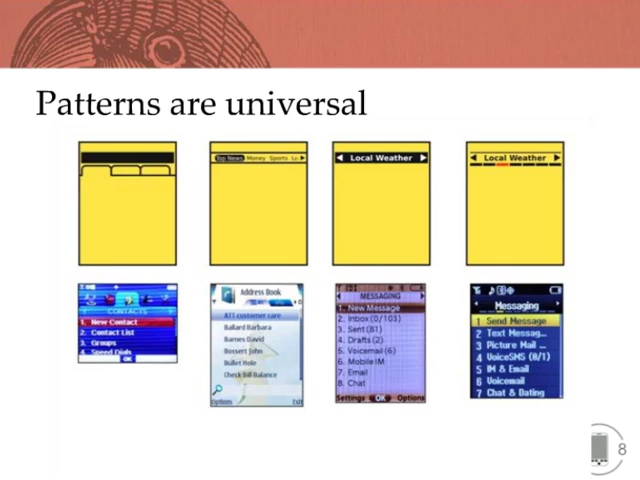 Patterns are universal
Top News Money Sports
Local Weather
Local Weather
CONTACTS
1. New Contact
2. Contact List
3. Groups
4. Speed Dials
OK
Address Book
ATS customer care
Ballard Barbara
Barnes David
Bossert John
Bullet Hole
Check Bill Balance
Options Exit
MESSAGING
1. New Message
2. Inbox (0/103)
3. Sent (81)
4. Drafts (2)
5. Voicemail (6)
6. Mobile IM
7. Email
8. Chat
Settings OK Options
Messaging
1 Send Message
2 Text Messag...
3 Picture Mail ...
4 VoiceSMS (0/1)
5 IM & Email
6 Voicemail
7 Chat & Dating
8